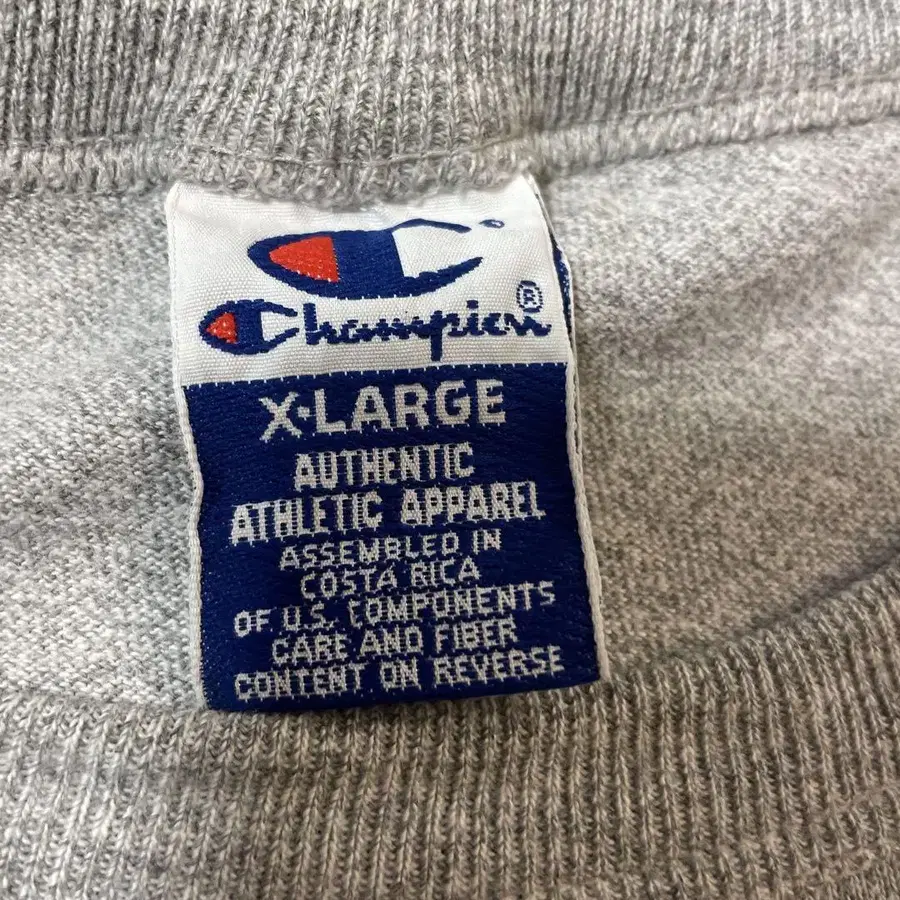 Champion®
X-LARGE
AUTHENTIC
ATHLETIC APPAREL
ASSEMBLED IN
COSTA RICA
OF U.S. COMPONENTS
CARE AND FIBER
CONTENT ON REVERSE